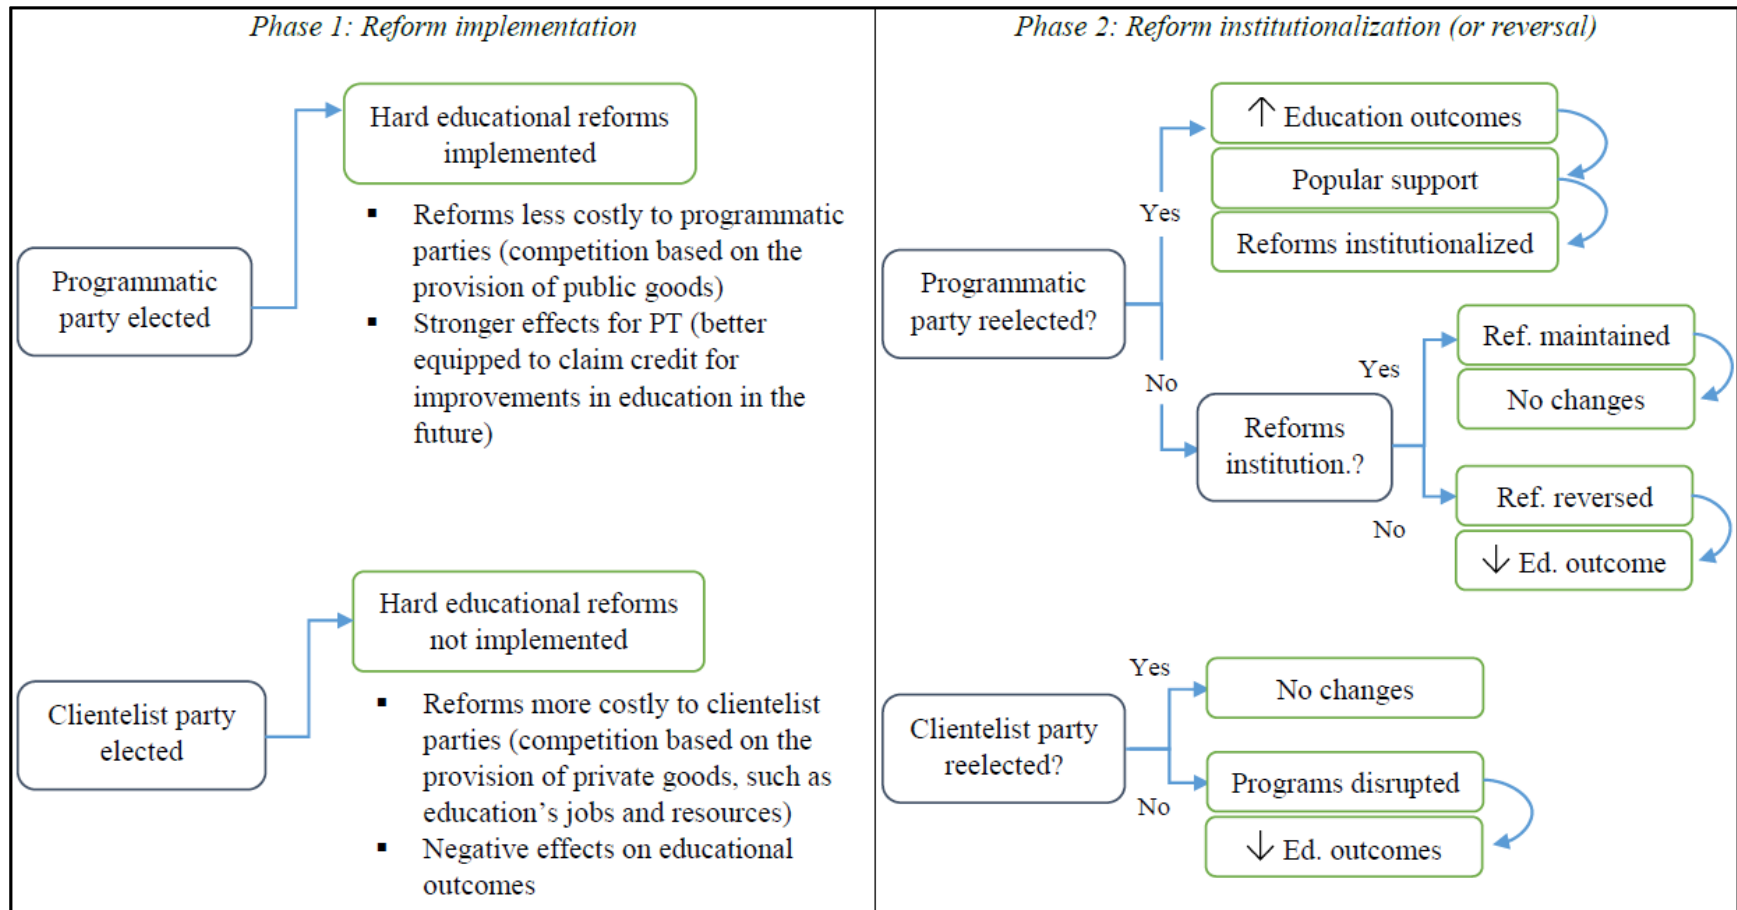 Phase 1: Reform implementation
Hard educational reforms
implemented
▪ Reforms less costly to programmatic
parties (competition based on the
provision of public goods)
▪ Stronger effects for PT (better
equipped to claim credit for
improvements in education in the
future)
Programmatic
party elected
Hard educational reforms
not implemented
▪ Reforms more costly to clientelist
parties (competition based on the
provision of private goods, such as
education’s jobs and resources)
▪ Negative effects on educational
outcomes
Clientelist party
elected
Phase 2: Reform institutionalization (or reversal)
Programmatic
party reelected?
Yes
↑ Education outcomes
Popular support
Reforms institutionalized
No
Reforms
institution.?
Yes
Ref. maintained
No changes
No
Ref. reversed
↓ Ed. outcome
Clientelist party
reelected?
Yes
No changes
No
Programs disrupted
↓ Ed. outcomes